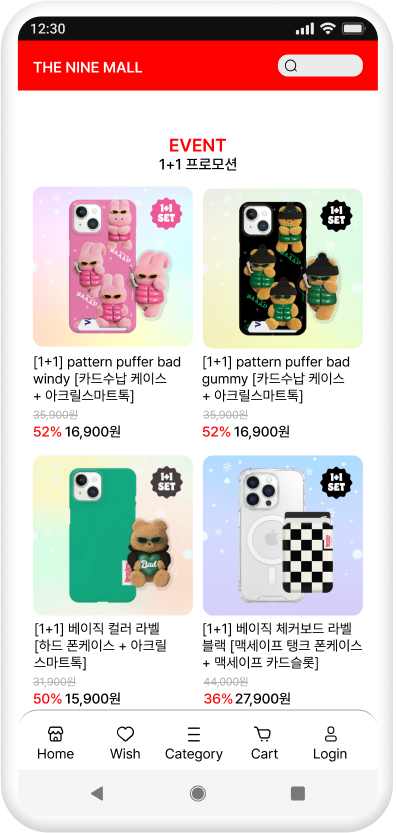 12:30
THE NINE MALL
EVENT
1+1 프로모션
1+1
SET
BAAAD!
1+1
SET
BAAAD!
[1+1] pattern puffer bad
windy [카드수납 케이스
+ 아크릴스마트톡]
35,900원
52% 16,900원
[1+1] pattern puffer bad
gummy [카드수납 케이스
+ 아크릴스마트톡]
35,900원
52% 16,900원
1+1
SET
Bad
1+1
SET
[1+1] 베이직 컬러 라벨
[하드 폰케이스 + 아크릴
스마트톡]
31,900원
50% 15,900원
[1+1] 베이직 체커보드 라벨
블랙 [맥세이프 탱크 폰케이스
+ 맥세이프 카드슬롯]
44,000원
36% 27,900원
Home
Wish
Category
Cart
Login